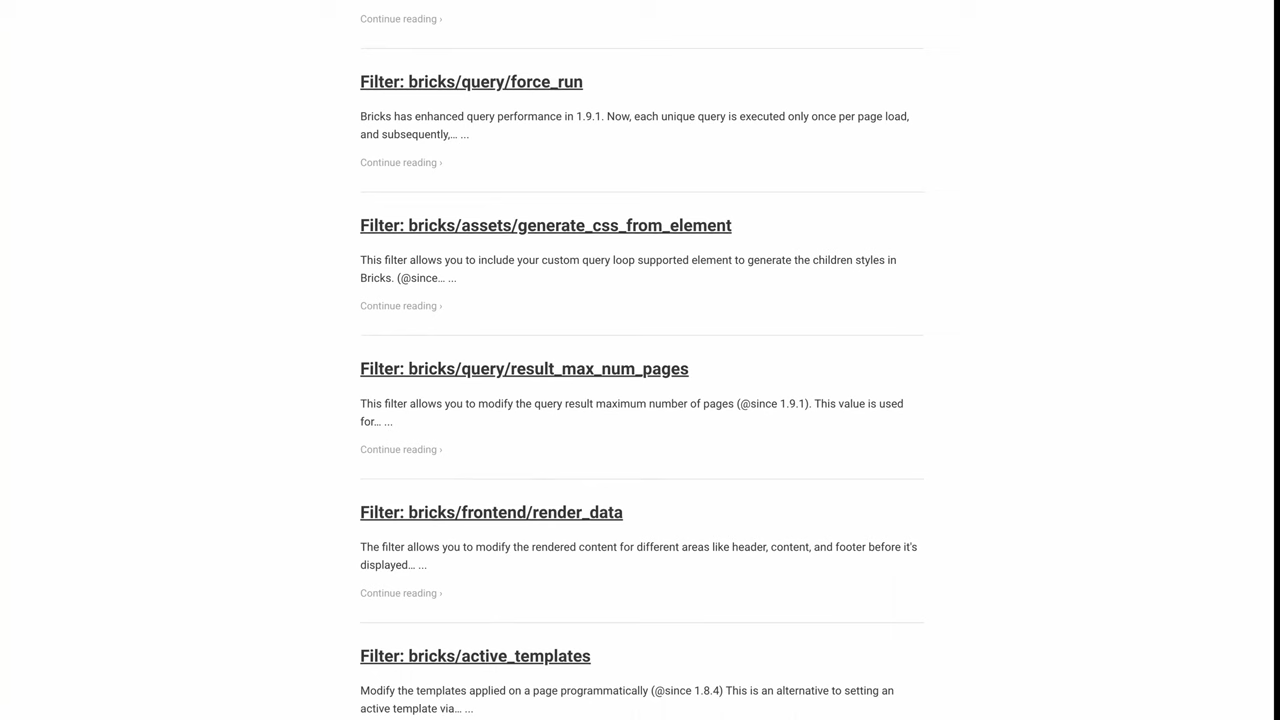 Continue reading ›
Filter: bricks/query/force_run
Bricks has enhanced query performance in 1.9.1. Now, each unique query is executed only once per page load,
and subsequently,… ...
Continue reading ›
Filter: bricks/assets/generate_css_from_element
This filter allows you to include your custom query loop supported element to generate the children styles in
Bricks. (@since… ...
Continue reading ›
Filter: bricks/query/result_max_num_pages
This filter allows you to modify the query result maximum number of pages (@since 1.9.1). This value is used
for… ...
Continue reading ›
Filter: bricks/frontend/render_data
The filter allows you to modify the rendered content for different areas like header, content, and footer before it's
displayed… ...
Continue reading ›
Filter: bricks/active_templates
Modify the templates applied on a page programmatically (@since 1.8.4) This is an alternative to setting an
active template via… ...